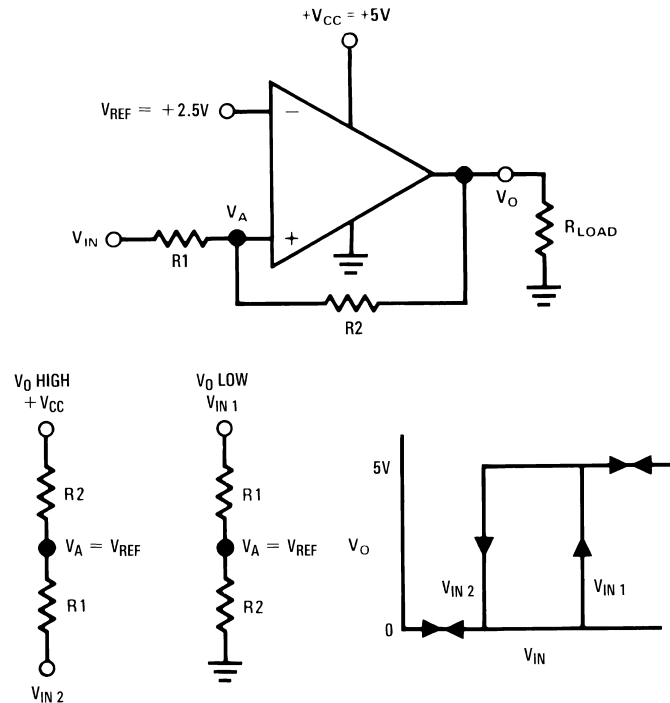 +VCC = +5V
VREF = +2.5V
−
VA
VO
VIN
+
RLOAD
R1
R2
VO HIGH
+ VCC
VO LOW
VIN 1
R2
R1
5V
VA = VREF
VA = VREF
VO
R1
R2
VIN 2
VIN 1
0
VIN
VIN 2